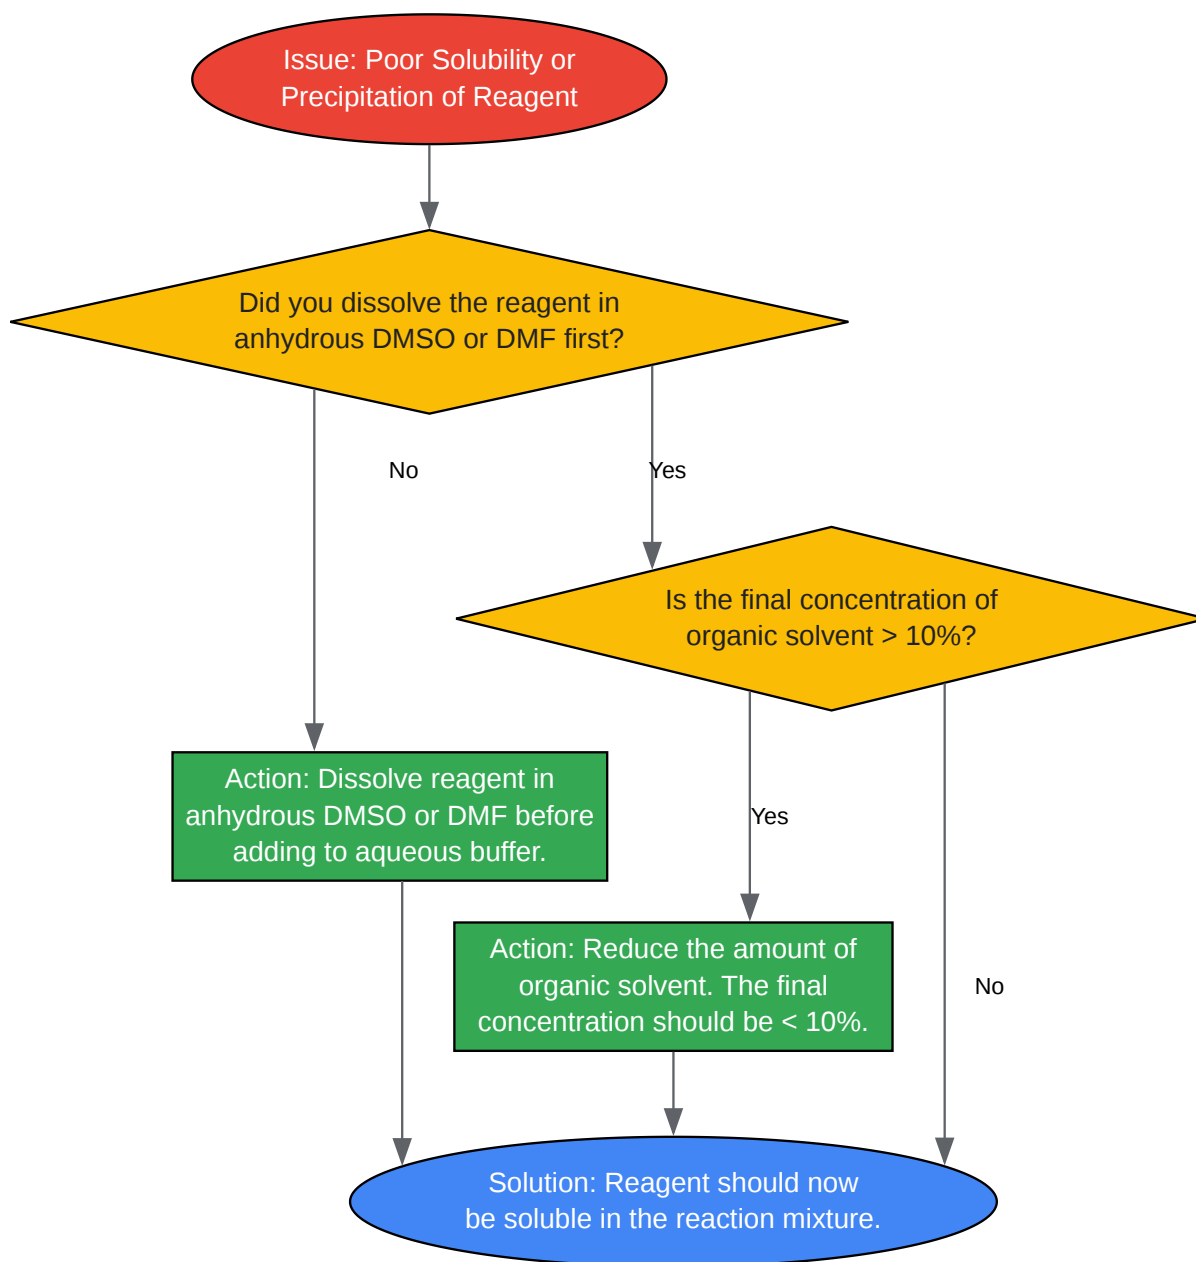 Issue: Poor Solubility or
Precipitation of Reagent
Did you dissolve the reagent in
anhydrous DMSO or DMF first?
No
Yes
Is the final concentration of
organic solvent > 10%?
Action: Dissolve reagent in
anhydrous DMSO or DMF before
adding to aqueous buffer.
Yes
Action: Reduce the amount of
organic solvent. The final
concentration should be < 10%.
No
Solution: Reagent should now
be soluble in the reaction mixture.